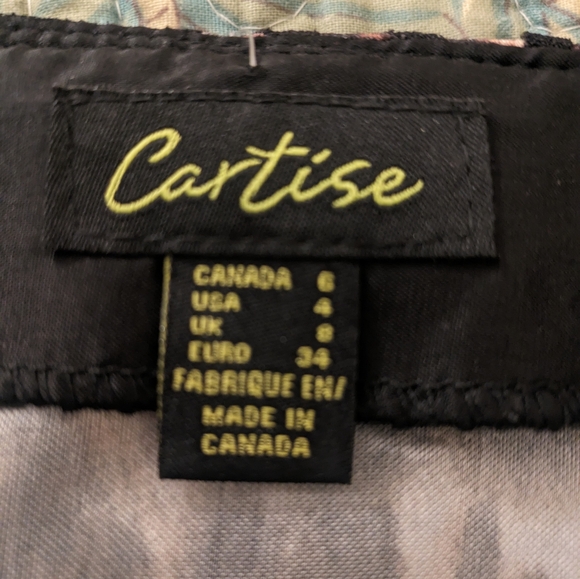 Cartise
CANADA 6
USA 4
UK 8
EURO 34
FABRIQUE EN/
MADE IN
CANADA